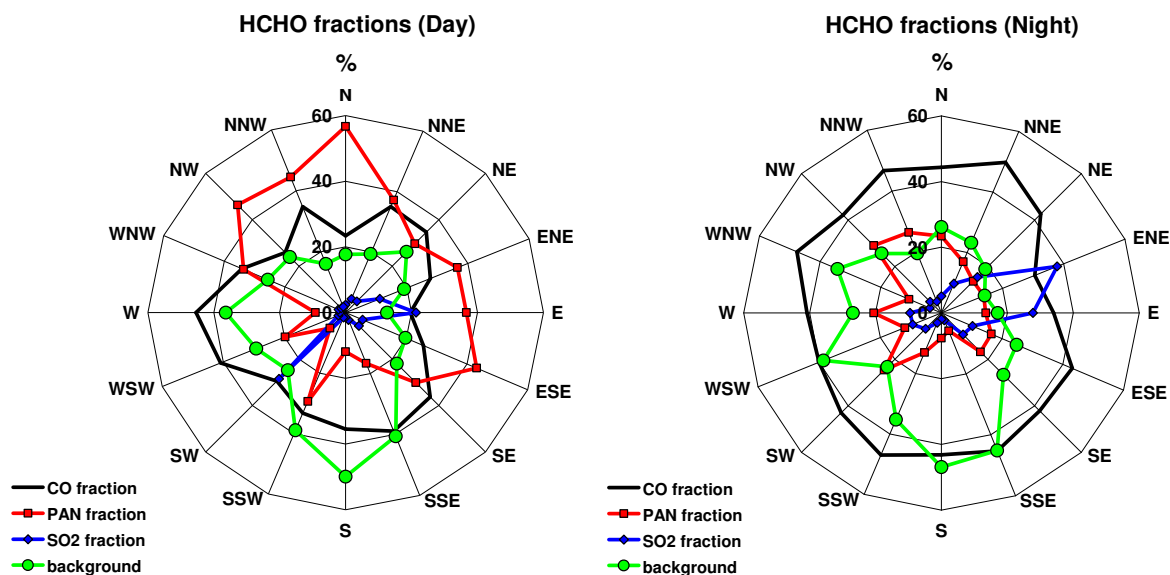 HCHO fractions (Day)
%
N
NNE
NE
ENE
E
ESE
SE
SSE
S
SSW
SW
WSW
W
WNW
NW
NNW
60
40
20
0
CO fraction
PAN fraction
SO2 fraction
background
HCHO fractions (Night)
%
N
NNE
NE
ENE
E
ESE
SE
SSE
S
SSW
SW
WSW
W
WNW
NW
NNW
60
40
20
0
CO fraction
PAN fraction
SO2 fraction
background